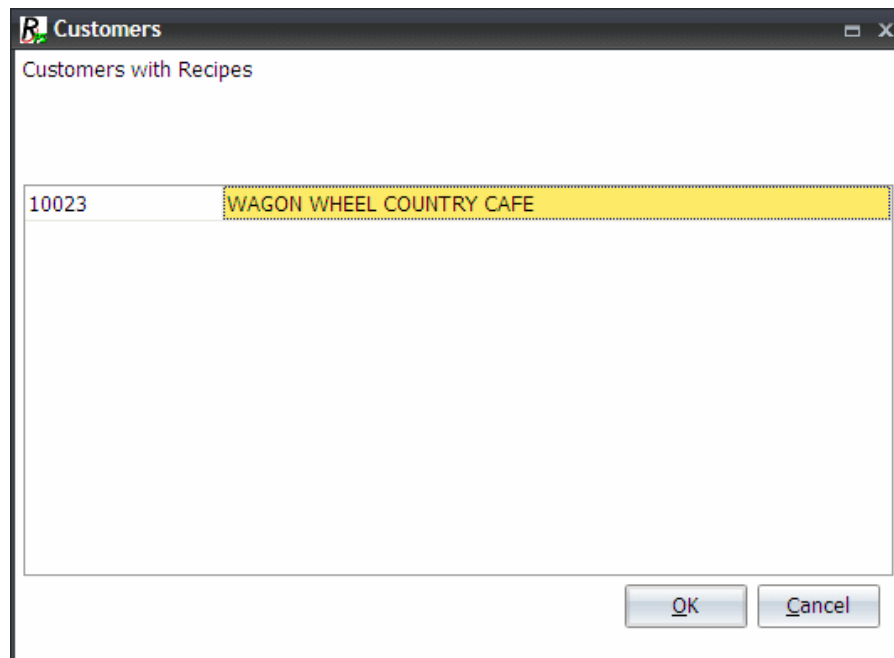 Customers
Customers with Recipes
10023 WAGON WHEEL COUNTRY CAFE
OK Cancel